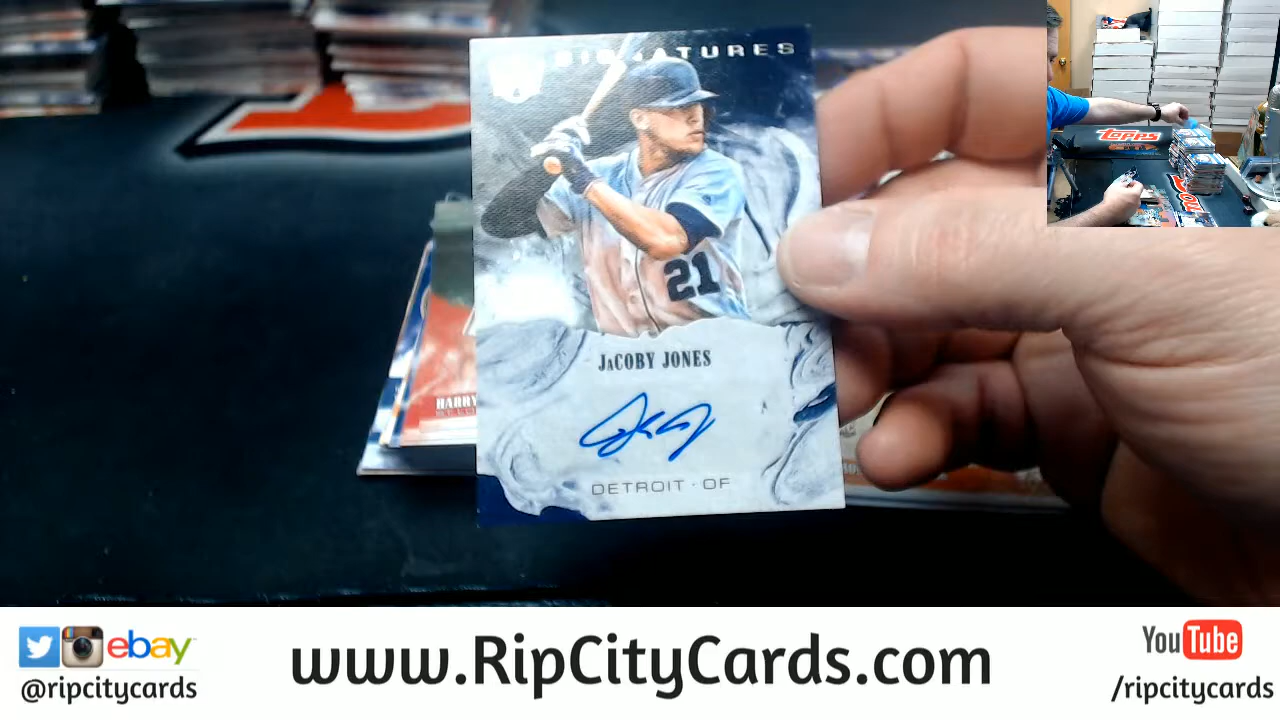 SIGNATURES
21
JaCOBY JONES
DETROIT · OF
HARRY
TOPPS
ebay
@ripcitycards
www.RipCityCards.com
YouTube
/ripcitycards